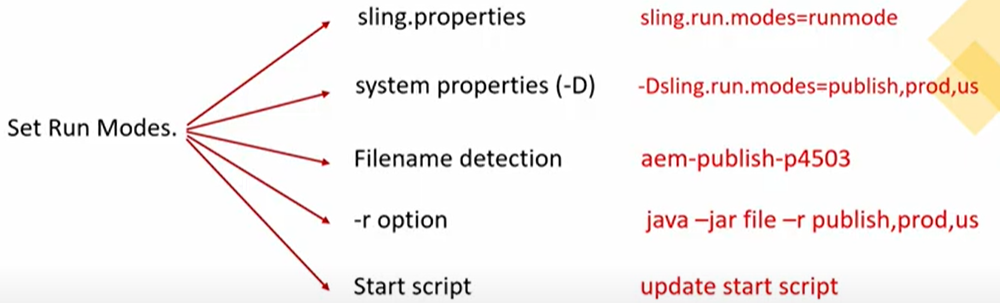 sling.properties sling.run.modes=runmode
system properties (-D) -Dsling.run.modes=publish,prod,us
Set Run Modes.
Filename detection aem-publish-p4503
-r option java –jar file –r publish,prod,us
Start script update start script